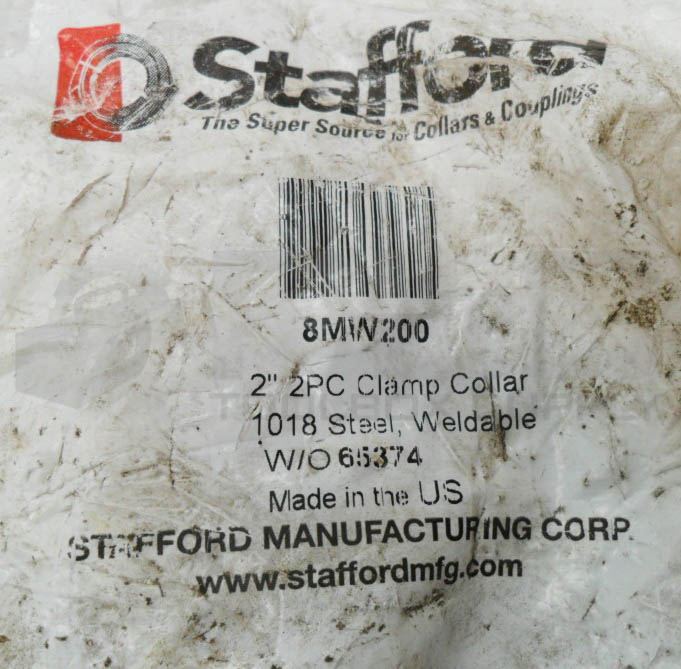 Stafford
The Super Source for Collars & Couplings
8MW200
2" 2PC Clamp Collar
1018 Steel, Weldable
W/O 65374
Made in the US
STAFFORD MANUFACTURING CORP.
www.staffordmfg.com